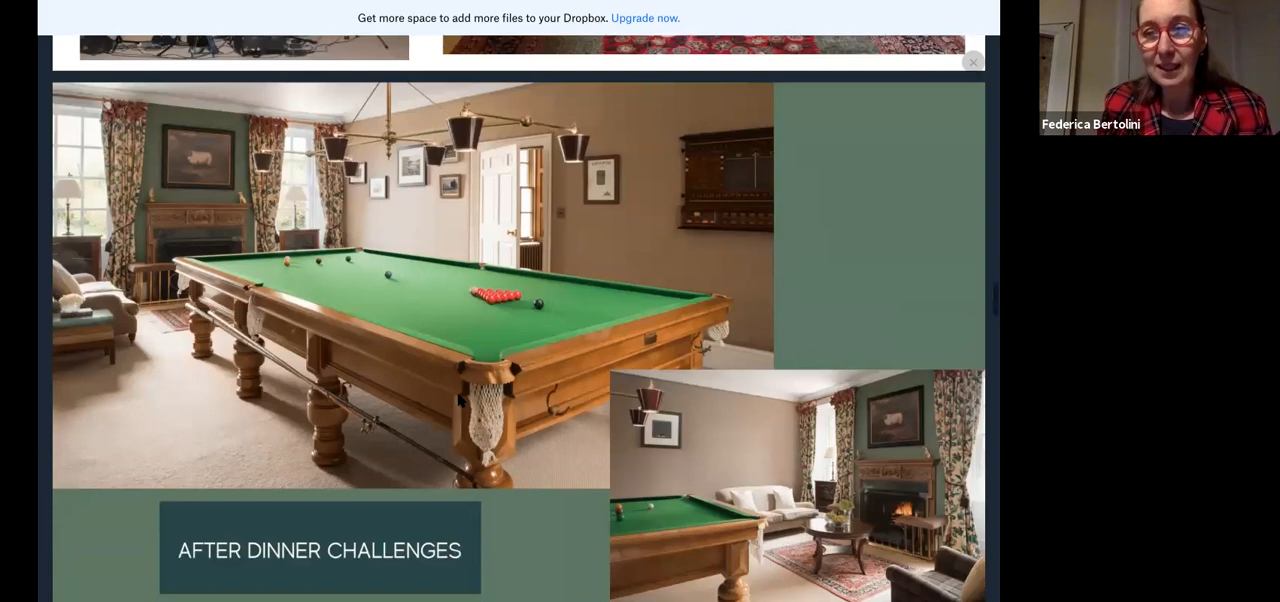 Get more space to add more files to your Dropbox. Upgrade now.
Federica Bertolini
AFTER DINNER CHALLENGES